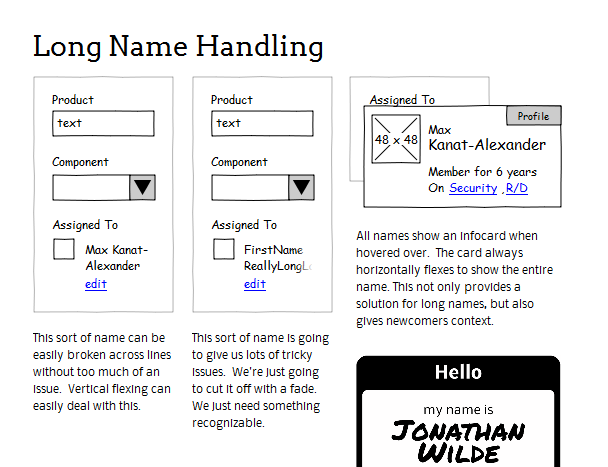 Long Name Handling
Product
text
Component
Assigned To
Max Kanat-
Alexander
edit
This sort of name can be
easily broken across lines
without too much of an
issue. Vertical flexing can
easily deal with this.
Product
text
Component
Assigned To
FirstName
ReallyLongL
edit
This sort of name is going
to give us lots of tricky
issues. We're just going
to cut it off with a fade.
We just need something
recognizable.
Assigned To
Profile
48 x 48
Max
Kanat-Alexander
Member for 6 years
On Security , R/D
All names show an infocard when
hovered over. The card always
horizontally flexes to show the entire
name. This not only provides a
solution for long names, but also
gives newcomers context.
Hello
my name is
Jonathan
Wilde